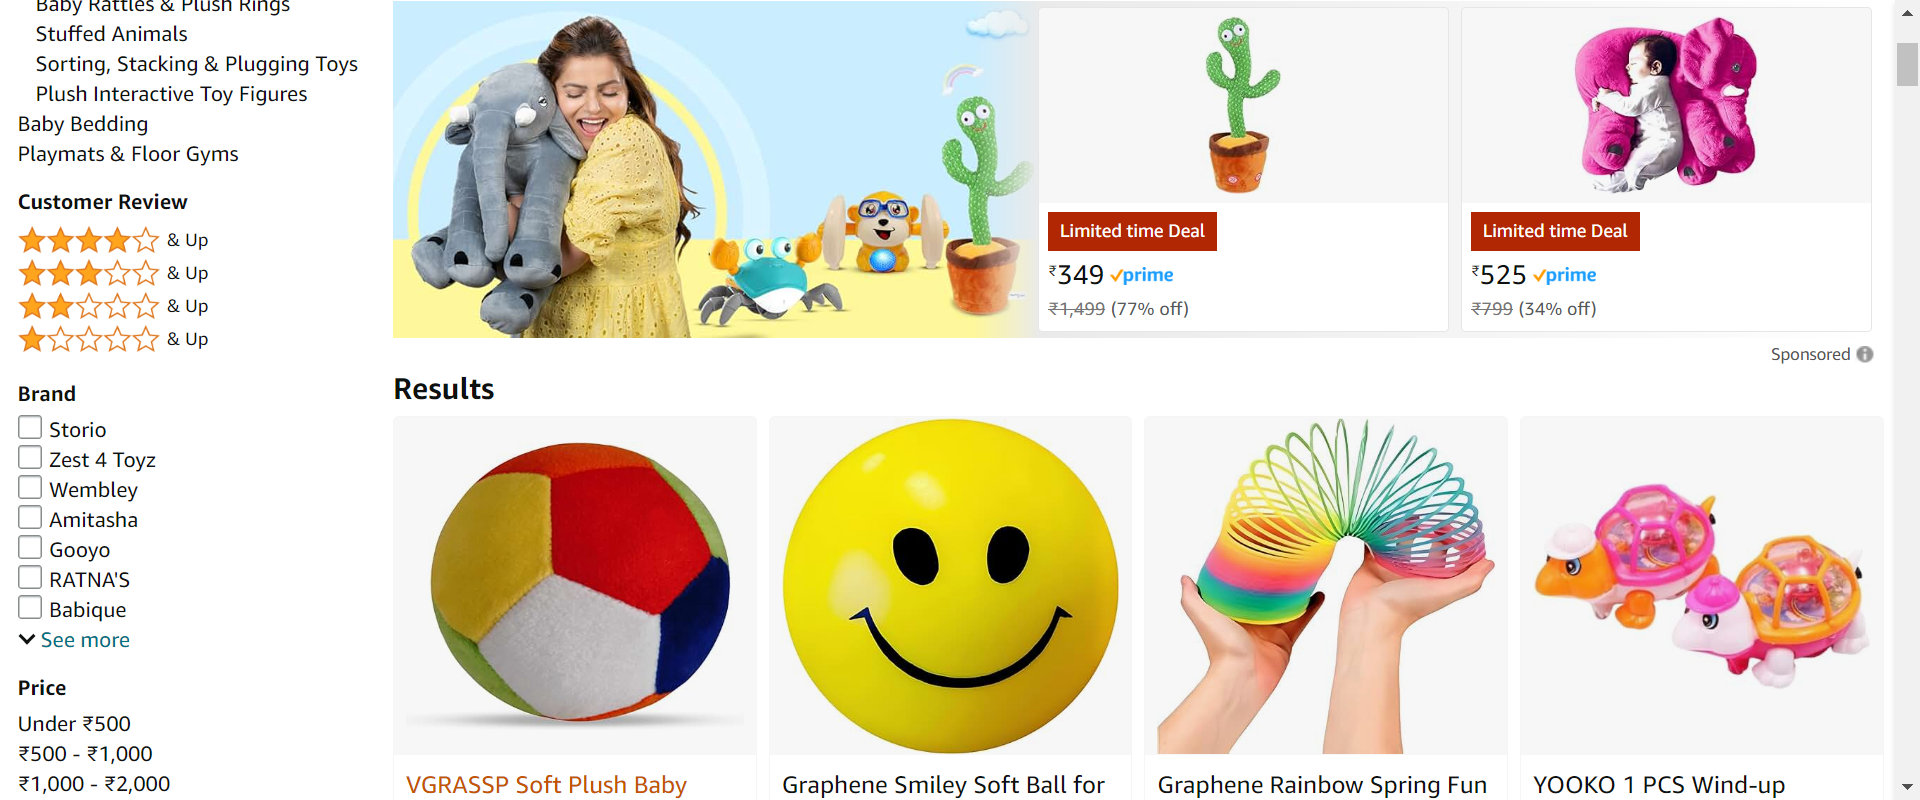 Baby Rattles & Plush Rings
Stuffed Animals
Sorting, Stacking & Plugging Toys
Plush Interactive Toy Figures
Baby Bedding
Playmats & Floor Gyms
Customer Review
& Up
& Up
& Up
& Up
Brand
Storio
Zest 4 Toyz
Wembley
Amitasha
Gooyo
RATNA'S
Babique
See more
Price
Under ₹500
₹500 - ₹1,000
₹1,000 - ₹2,000
Limited time Deal
₹349 prime
₹1,499 (77% off)
Limited time Deal
₹525 prime
₹799 (34% off)
Sponsored
Results
VGRASSP Soft Plush Baby
Graphene Smiley Soft Ball for
Graphene Rainbow Spring Fun
YOOKO 1 PCS Wind-up